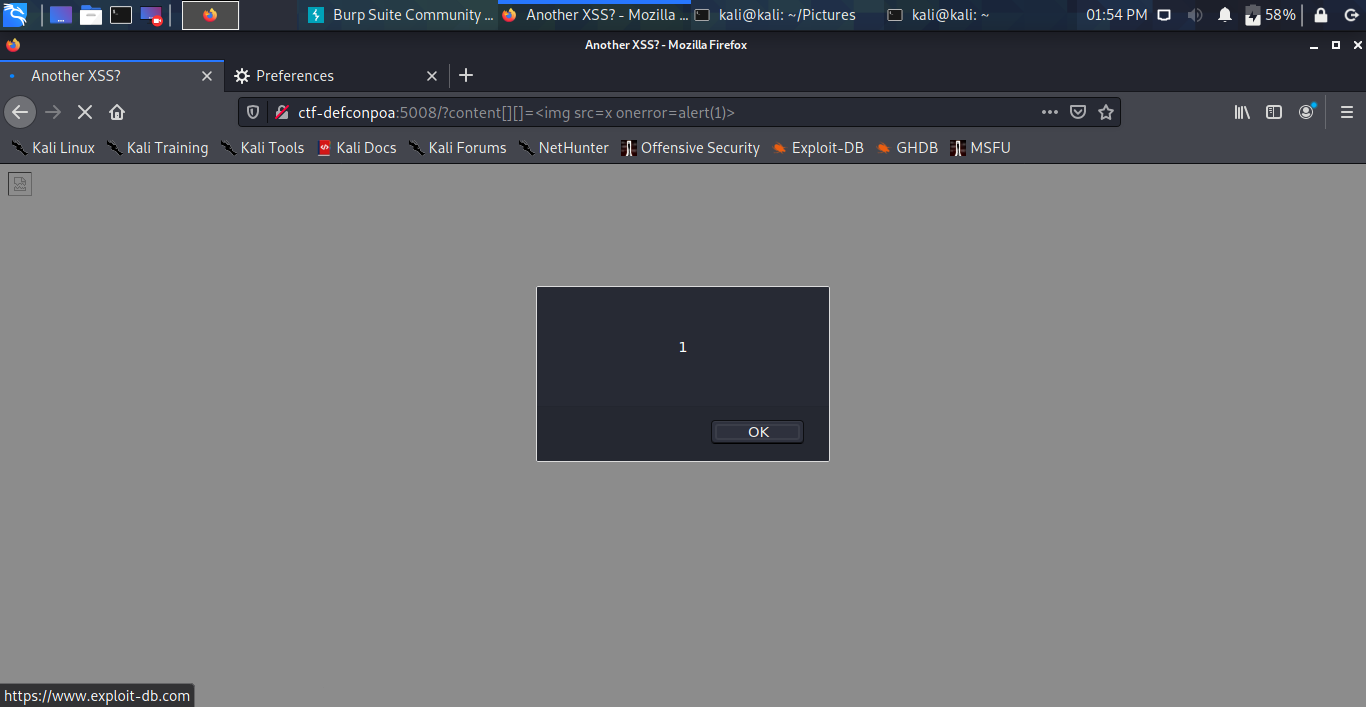 Burp Suite Community ... Another XSS? - Mozilla ... kali@kali: ~/Pictures kali@kali: ~ 01:54 PM 58%
Another XSS? - Mozilla Firefox
Another XSS? Preferences
ctf-defconpoa:5008/?content[][]=<img src=x onerror=alert(1)>
Kali Linux Kali Training Kali Tools Kali Docs Kali Forums NetHunter Offensive Security Exploit-DB GHDB MSFU
1
OK
https://www.exploit-db.com